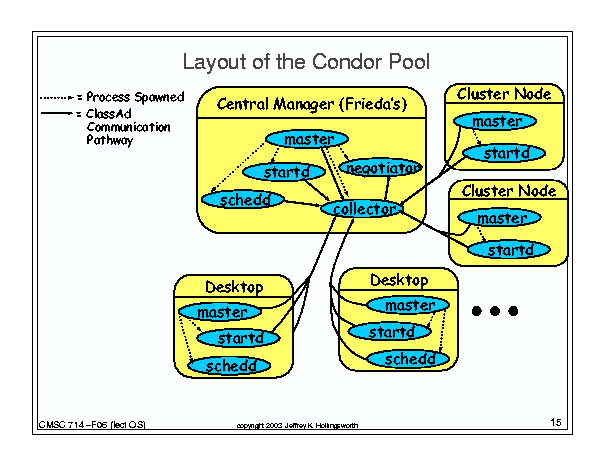 Layout of the Condor Pool
= Process Spawned
= ClassAd
Communication
Pathway
Central Manager (Frieda's)
master
startd
negotiator
schedd
collector
Cluster Node
master
startd
Cluster Node
master
startd
Desktop
master
startd
schedd
Desktop
master
startd
schedd
CMSC 714 –F06 (lect OS)
copyright 2003 Jeffrey K. Hollingsworth
15